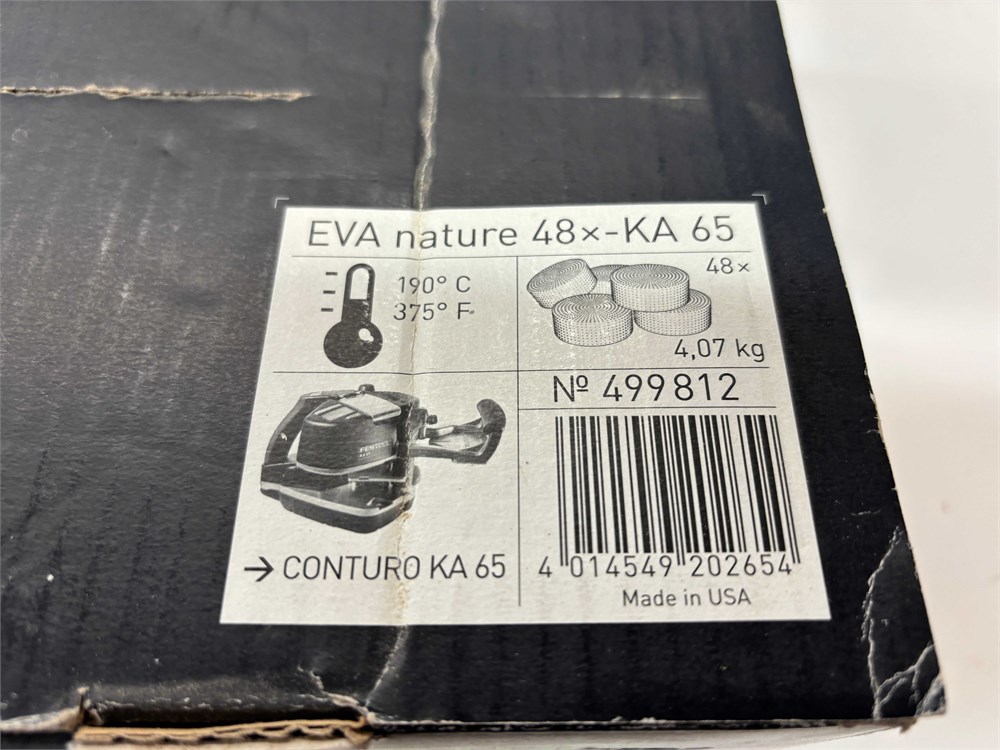 EVA nature 48×-KA 65
190° C
375° F
48×
4,07 kg
Nº 499812
FESTOOL
→ CONTURO KA 65
4 014549 202654
Made in USA